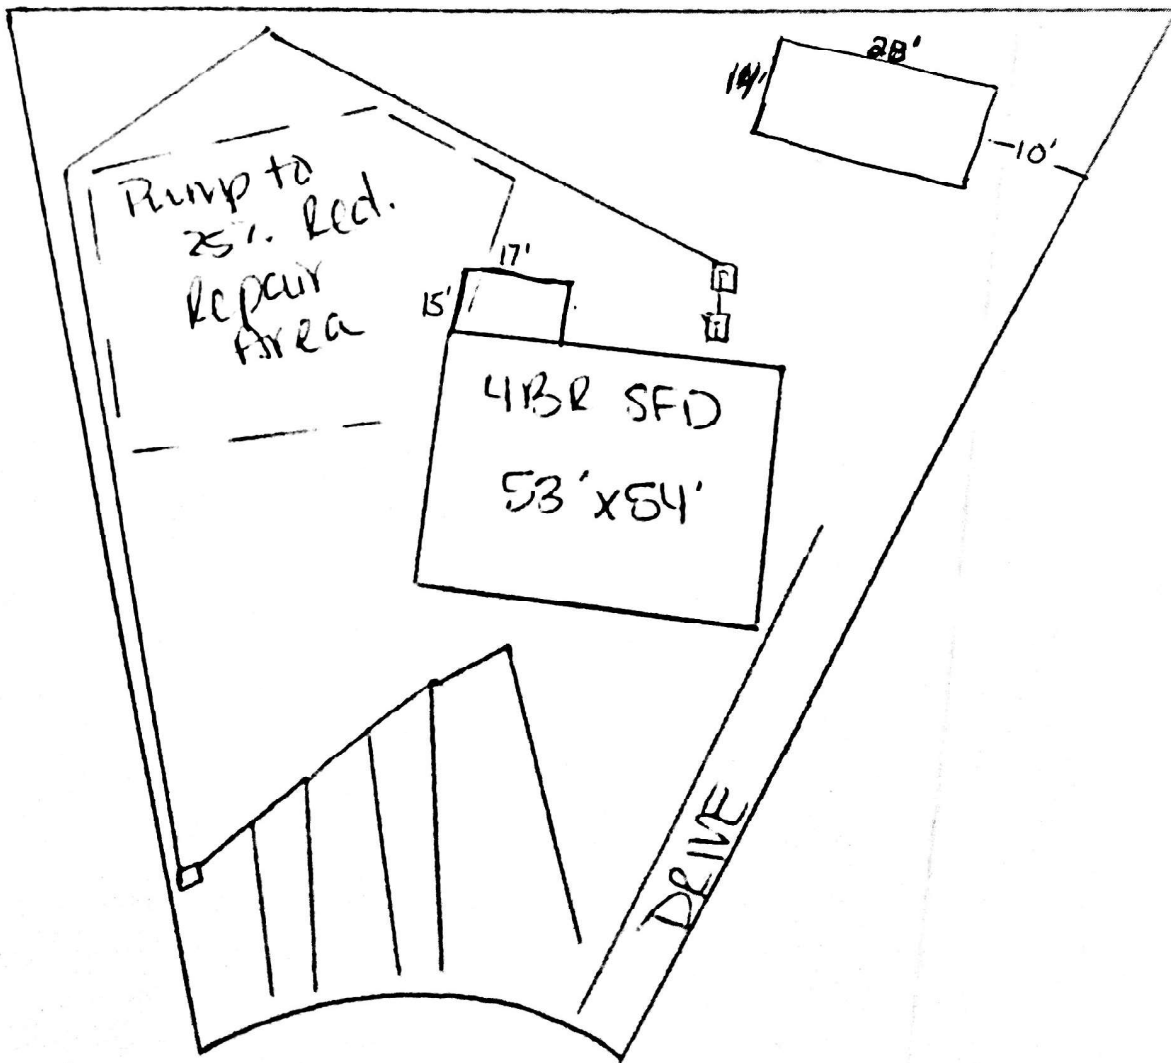 28'
14'
10'
Pump to
25%. Red.
Repair
Area
17'
15'
4BR SFD
53'x54'
DRIVE